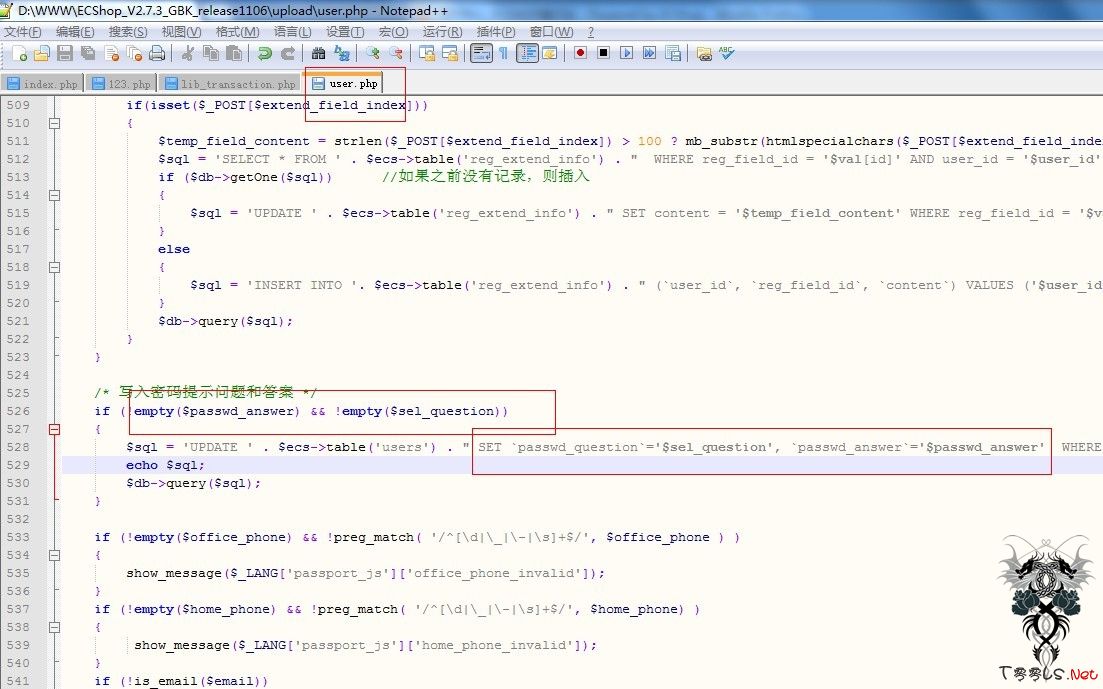 D:\WWW\ECShop_V2.7.3_GBK_release1106\upload\user.php - Notepad++
文件(F) 编辑(E) 搜索(S) 视图(V) 格式(M) 语言(L) 设置(T) 宏(O) 运行(R) 插件(P) 窗口(W) ?
index.php 123.php lib_transaction.php user.php
509 if(isset($_POST[$extend_field_index]))
510 {
511 $temp_field_content = strlen($_POST[$extend_field_index]) > 100 ? mb_substr(htmlspecialchars($_POST[$extend_field_inde
512 $sql = 'SELECT * FROM ' . $ecs->table('reg_extend_info') . "  WHERE reg_field_id = '$val[id]' AND user_id = '$user_id'
513 if ($db->getOne($sql)) //如果之前没有记录，则插入
514 {
515 $sql = 'UPDATE ' . $ecs->table('reg_extend_info') . " SET content = '$temp_field_content' WHERE reg_field_id = '$v
516 }
517 else
518 {
519 $sql = 'INSERT INTO '. $ecs->table('reg_extend_info') . " (`user_id`, `reg_field_id`, `content`) VALUES ('$user_id
520 }
521 $db->query($sql);
522 }
523 }
524
525 /* 写入密码提示问题和答案 */
526 if (!empty($passwd_answer) && !empty($sel_question))
527 {
528 $sql = 'UPDATE ' . $ecs->table('users') . " SET `passwd_question`='$sel_question', `passwd_answer`='$passwd_answer'  WHERE
529 echo $sql;
530 $db->query($sql);
531 }
532
533 if (!empty($office_phone) && !preg_match( '/^[\d|\_|\-|\s]+$/', $office_phone ) )
534 {
535 show_message($_LANG['passport_js']['office_phone_invalid']);
536 }
537 if (!empty($home_phone) && !preg_match( '/^[\d|\_|\-|\s]+$/', $home_phone) )
538 {
539 show_message($_LANG['passport_js']['home_phone_invalid']);
540 }
541 if (!is_email($email))